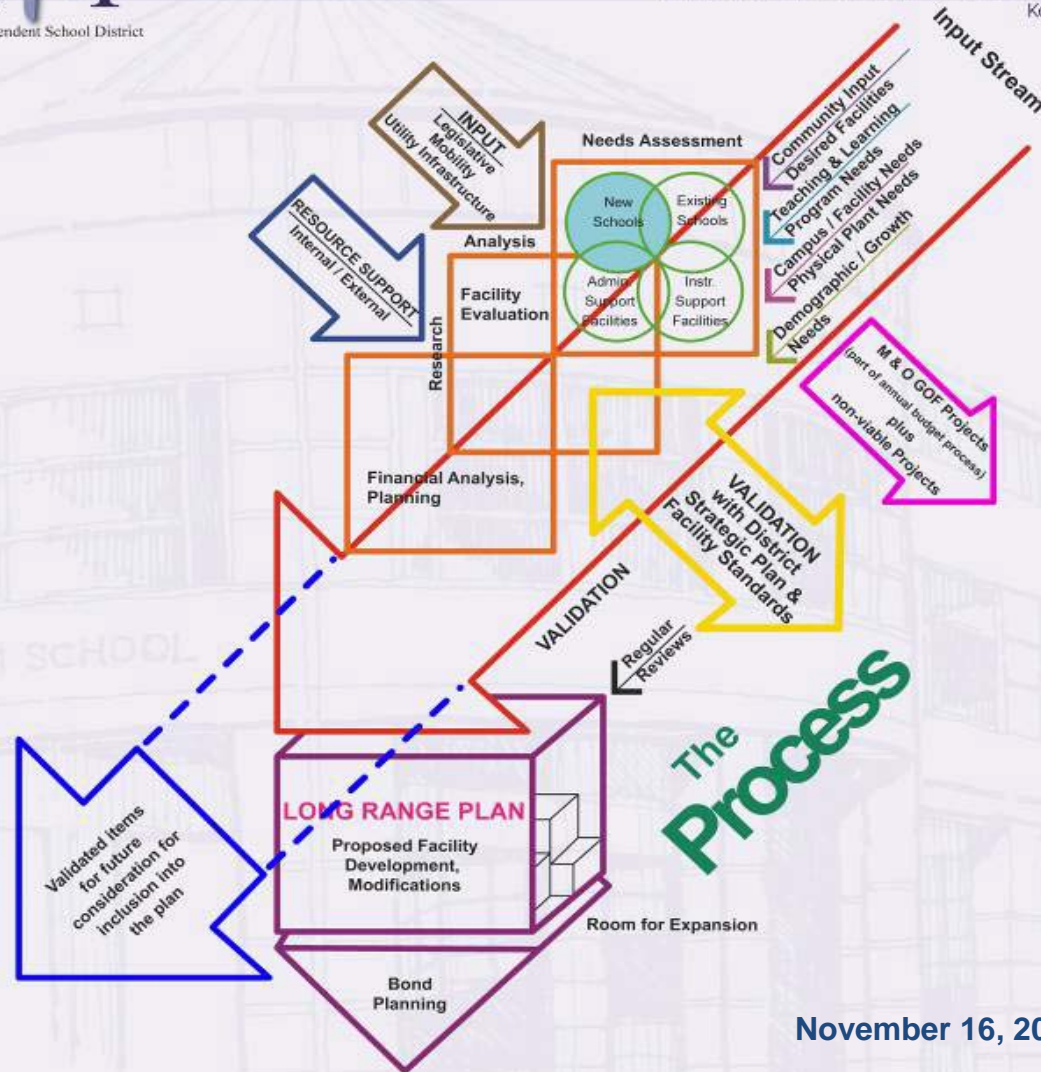 endent School District
Input Stream
INPUT
Legislative
Mobility
Utility Infrastructure
RESOURCE SUPPORT
Internal / External
Needs Assessment
New
Schools
Existing
Schools
Admin.
Support
Facilities
Instr.
Support
Facilities
Community Input
Desired Facilities
Teaching & Learning
Program Needs
Campus / Facility Needs
Physical Plant Needs
Demographic / Growth
Needs
Analysis
Facility
Evaluation
Research
Financial Analysis,
Planning
M & O GOF Projects
(part of annual budget process)
plus
non-viable Projects
VALIDATION
with District
Strategic Plan &
Facility Standards
VALIDATION
Regular
Reviews
SCHOOL
The
Process
LONG RANGE PLAN
Proposed Facility
Development,
Modifications
Validated items
for future
consideration for
inclusion into
the plan
Room for Expansion
Bond
Planning
November 16, 20